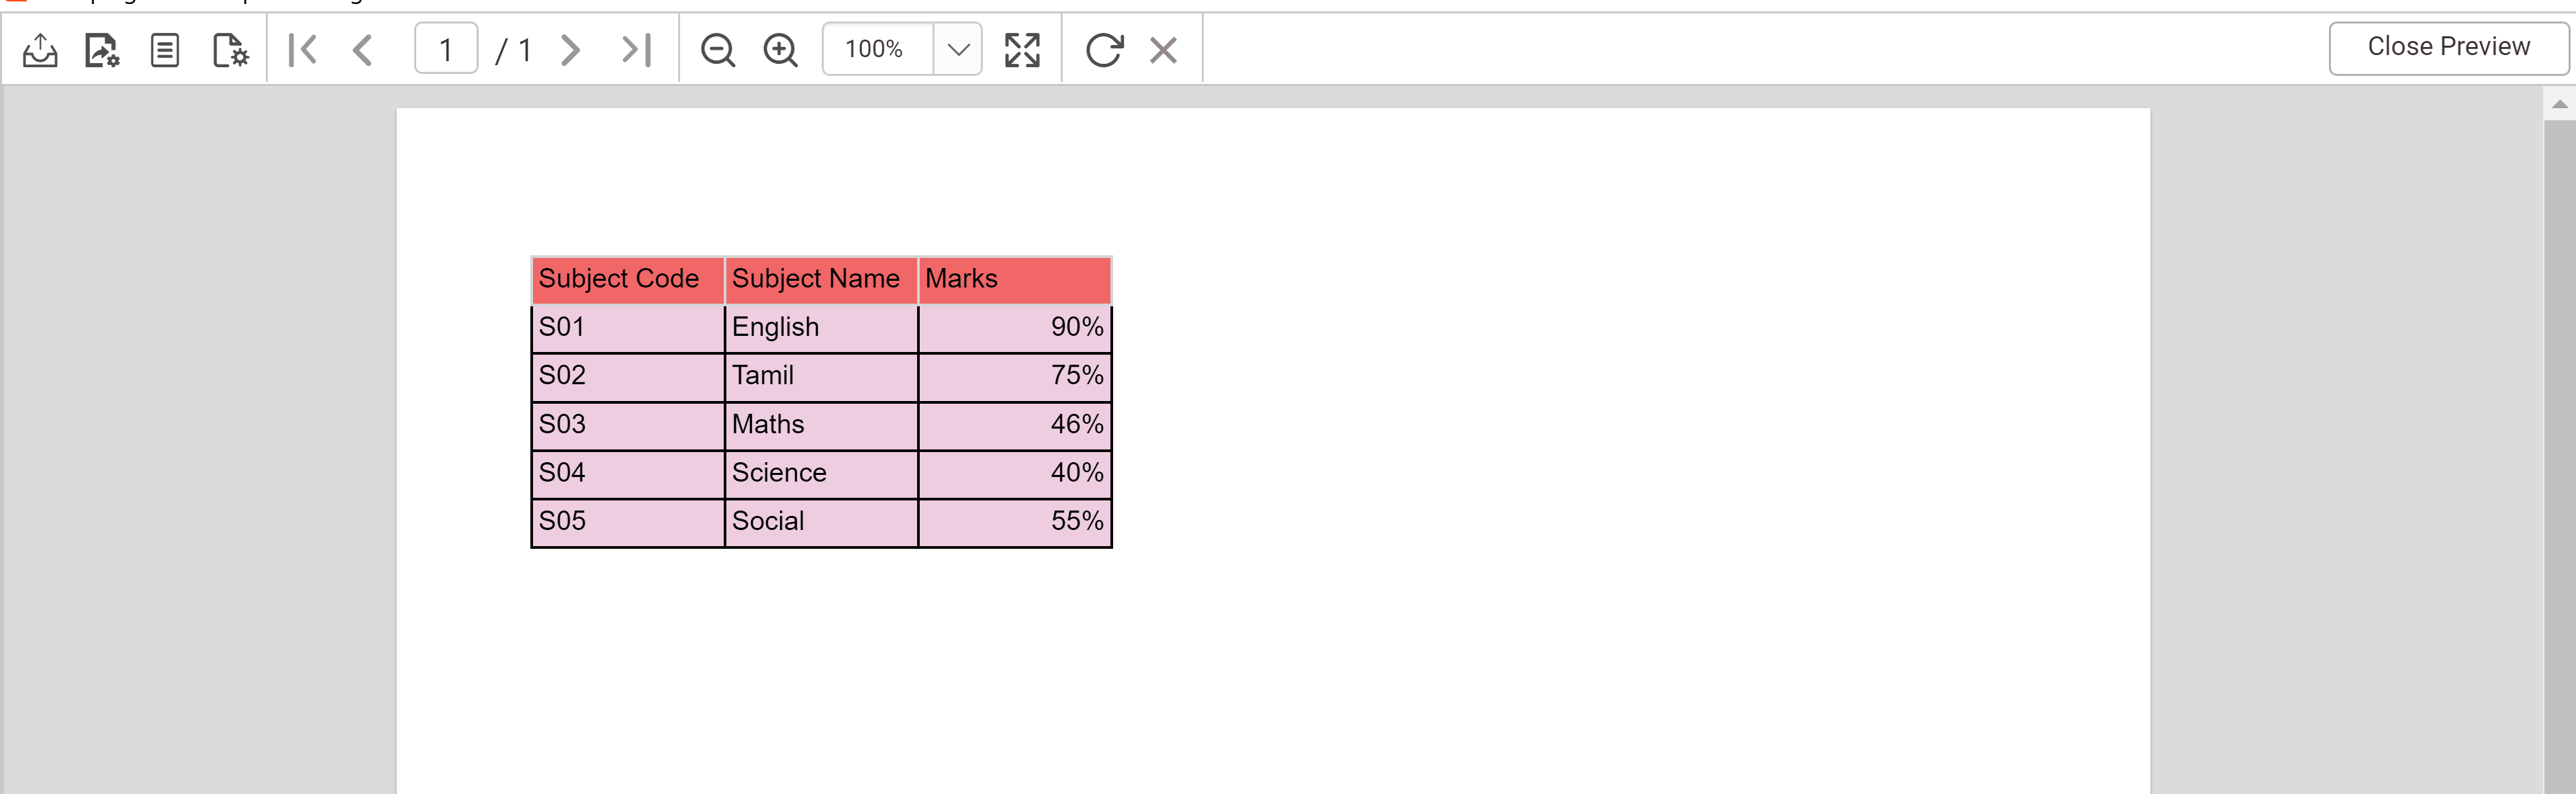 1 / 1 100% Close Preview
Subject Code Subject Name Marks
S01 English 90%
S02 Tamil 75%
S03 Maths 46%
S04 Science 40%
S05 Social 55%